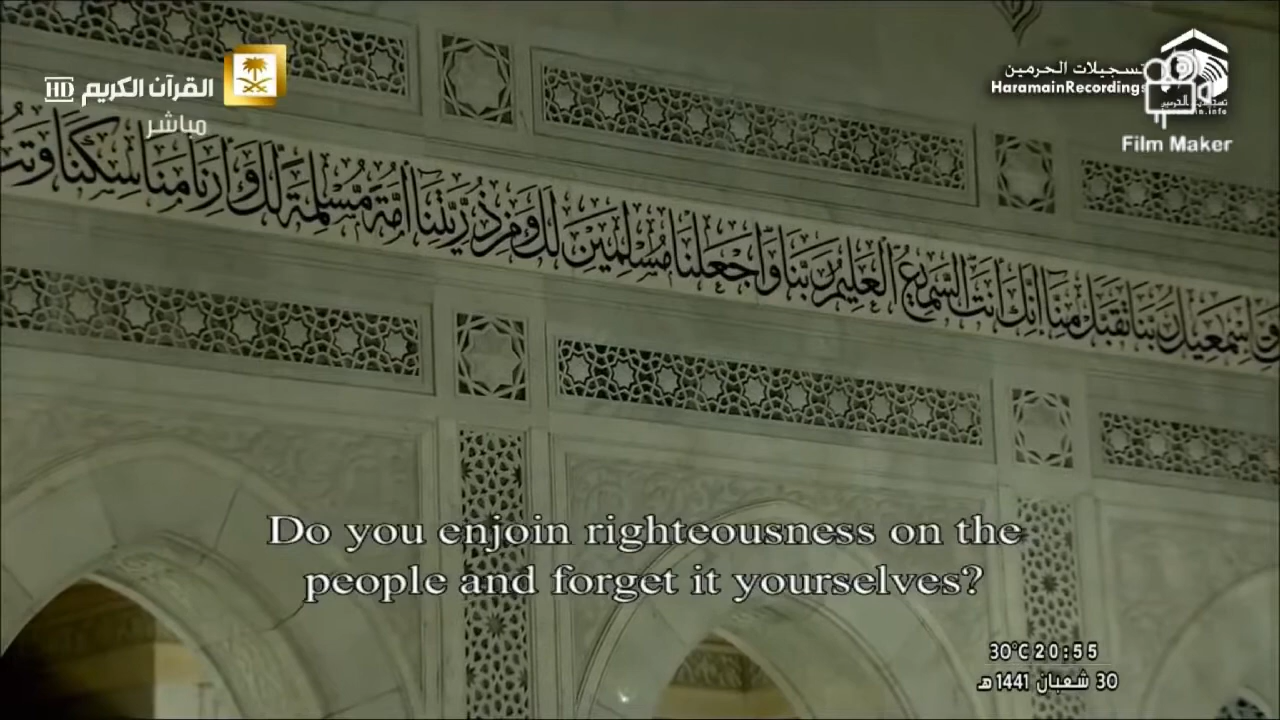 القرآن الكريم HD
مباشر
تسجيلات الحرمين
HaramainRecordings
Film Maker
وإسمعيل ربنا تقبل منا إنك أنت السميع العليم ربنا واجعلنا مسلمين لك ومن ذريتنا أمة مسلمة لك وأرنا مناسكنا وتب
Do you enjoin righteousness on the
people and forget it yourselves?
30°C 20:55
30 شعبان 1441 هـ